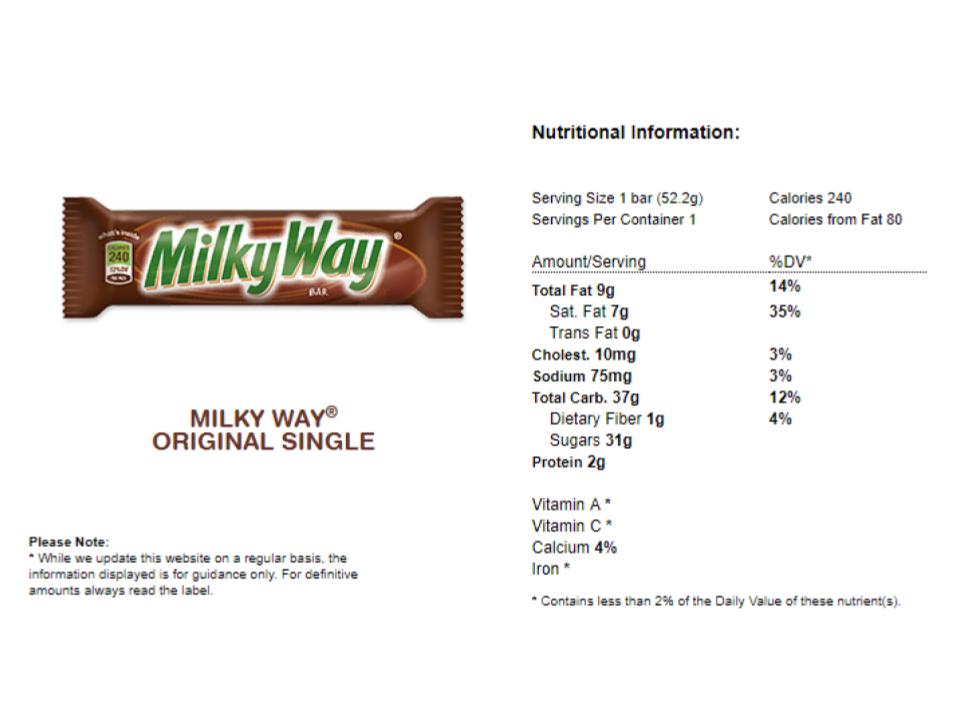 Nutritional Information:
Serving Size 1 bar (52.2g) Calories 240
Servings Per Container 1 Calories from Fat 80
Amount/Serving %DV*
Total Fat 9g 14%
Sat. Fat 7g 35%
Trans Fat 0g
Cholest. 10mg 3%
Sodium 75mg 3%
Total Carb. 37g 12%
Dietary Fiber 1g 4%
Sugars 31g
Protein 2g
Vitamin A *
Vitamin C *
Calcium 4%
Iron *
* Contains less than 2% of the Daily Value of these nutrient(s).
what's inside
CALORIES
240
12% DV
Milky Way®
BAR
MILKY WAY®
ORIGINAL SINGLE
Please Note:
* While we update this website on a regular basis, the
information displayed is for guidance only. For definitive
amounts always read the label.